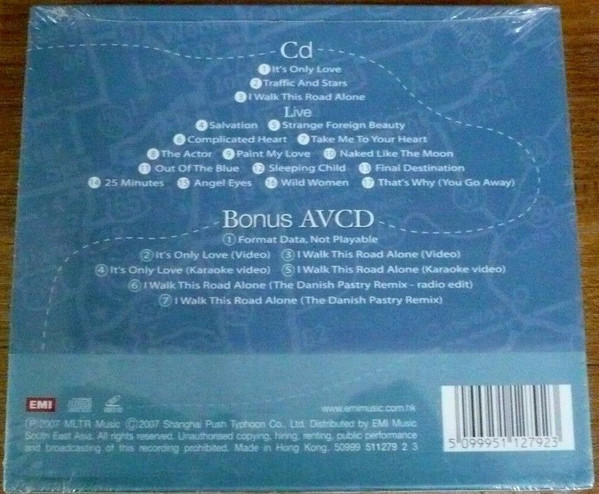 Cd
① It's Only Love
② Traffic And Stars
③ I Walk This Road Alone
Live
④ Salvation ⑤ Strange Foreign Beauty
⑥ Complicated Heart ⑦ Take Me To Your Heart
⑧ The Actor ⑨ Paint My Love ⑩ Naked Like The Moon
⑪ Out Of The Blue ⑫ Sleeping Child ⑬ Final Destination
⑭ 25 Minutes ⑮ Angel Eyes ⑯ Wild Women ⑰ That's Why (You Go Away)
Bonus AVCD
① Format Data, Not Playable
② It's Only Love (Video) ③ I Walk This Road Alone (Video)
④ It's Only Love (Karaoke video) ⑤ I Walk This Road Alone (Karaoke video)
⑥ I Walk This Road Alone (The Danish Pastry Remix - radio edit)
⑦ I Walk This Road Alone (The Danish Pastry Remix)
EMI
www.emimusic.com.hk
(P)2007 MLTR Music ©2007 Shanghai Push Typhoon Co., Ltd. Distributed by EMI Music
South East Asia. All rights reserved. Unauthorised copying, hiring, renting, public performance
and broadcasting of this recording prohibited. Made in Hong Kong. 50999 511279 2 3
5 099951 127923